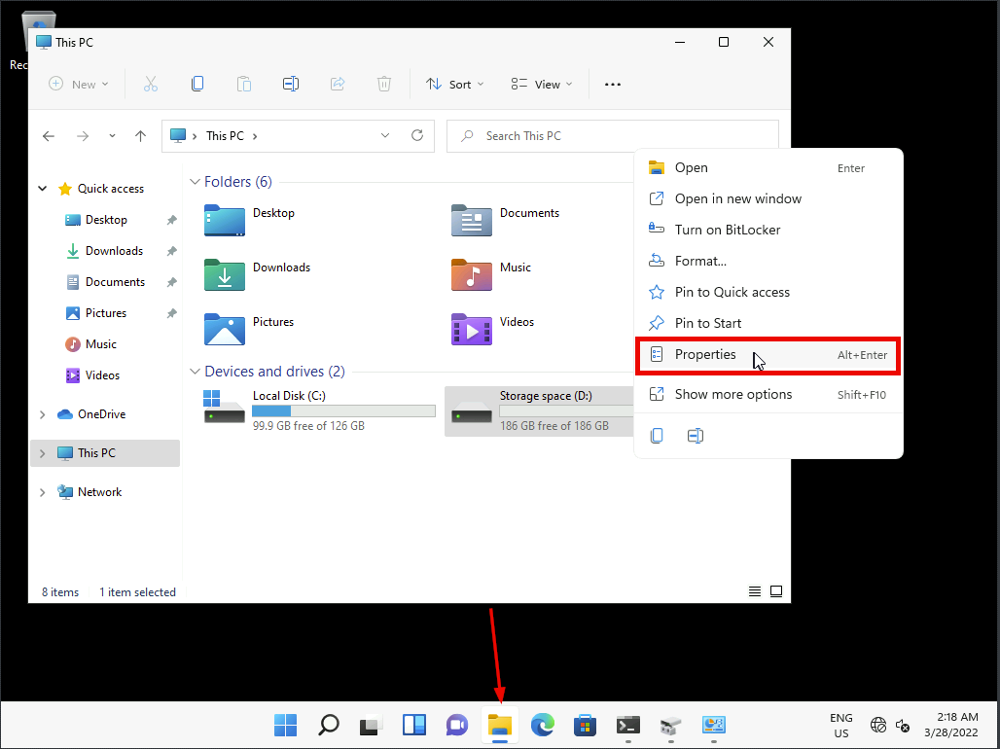 Rec
This PC
New
Sort
View
This PC
Search This PC
Quick access
Desktop
Downloads
Documents
Pictures
Music
Videos
OneDrive
This PC
Network
Folders (6)
Desktop
Documents
Downloads
Music
Pictures
Videos
Devices and drives (2)
Local Disk (C:)
99.9 GB free of 126 GB
Storage space (D:)
186 GB free of 186 GB
Open Enter
Open in new window
Turn on BitLocker
Format...
Pin to Quick access
Pin to Start
Properties Alt+Enter
Show more options Shift+F10
8 items 1 item selected
ENG
US
2:18 AM
3/28/2022